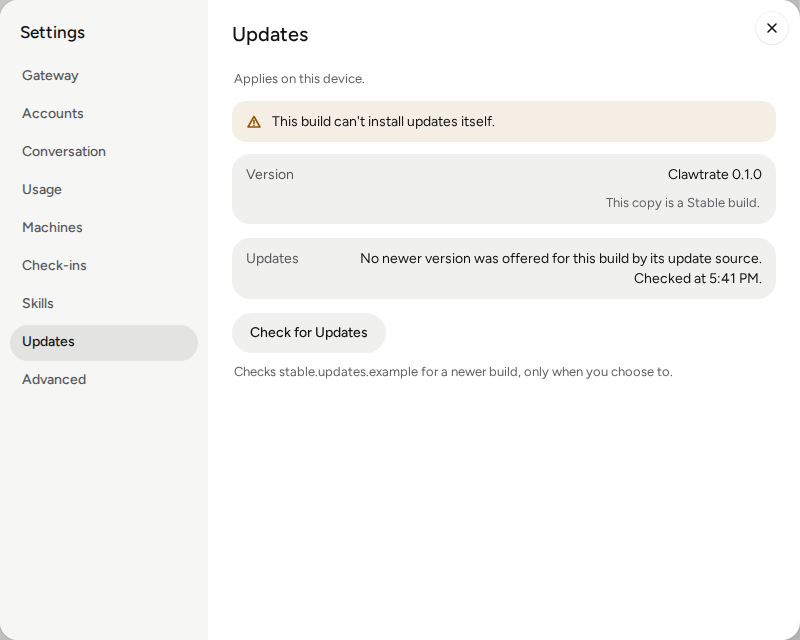 Settings
Gateway
Accounts
Conversation
Usage
Machines
Check-ins
Skills
Updates
Advanced
Updates
Applies on this device.
This build can't install updates itself.
Version
Clawtrate 0.1.0
This copy is a Stable build.
Updates
No newer version was offered for this build by its update source.
Checked at 5:41 PM.
Check for Updates
Checks stable.updates.example for a newer build, only when you choose to.